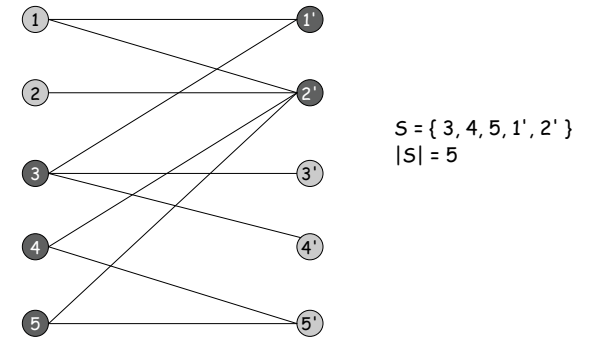 1 1'
2 2'
S = { 3, 4, 5, 1', 2' }
|S| = 5
3 3'
4 4'
5 5'